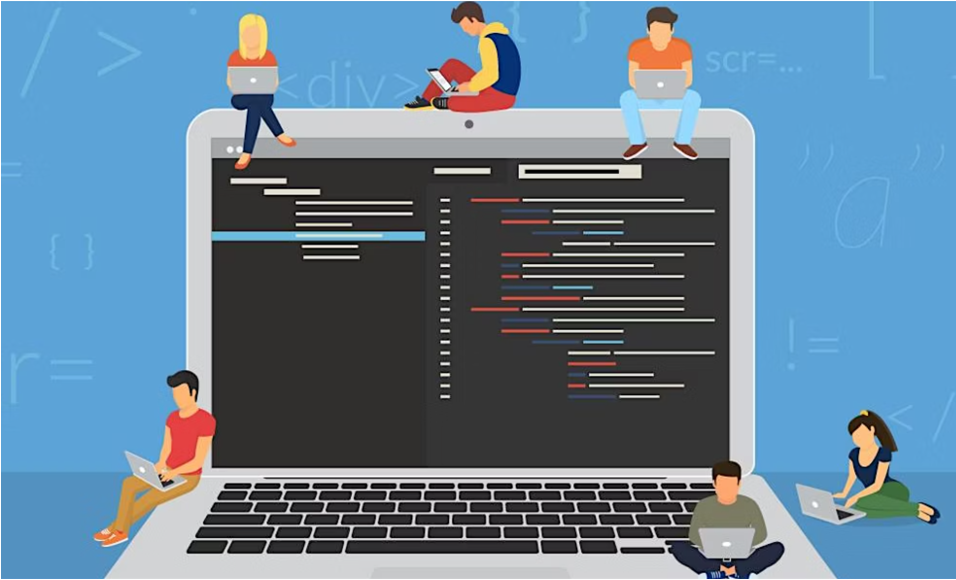 />
<div>
{ }
scr=...
[
=
" "
a
{ }
!=
r=
</